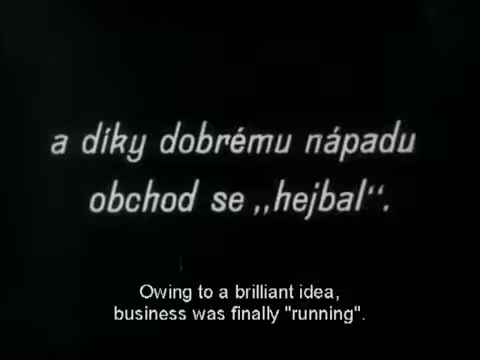 a díky dobrému nápadu
obchod se „hejbal“.
Owing to a brilliant idea,
business was finally "running".